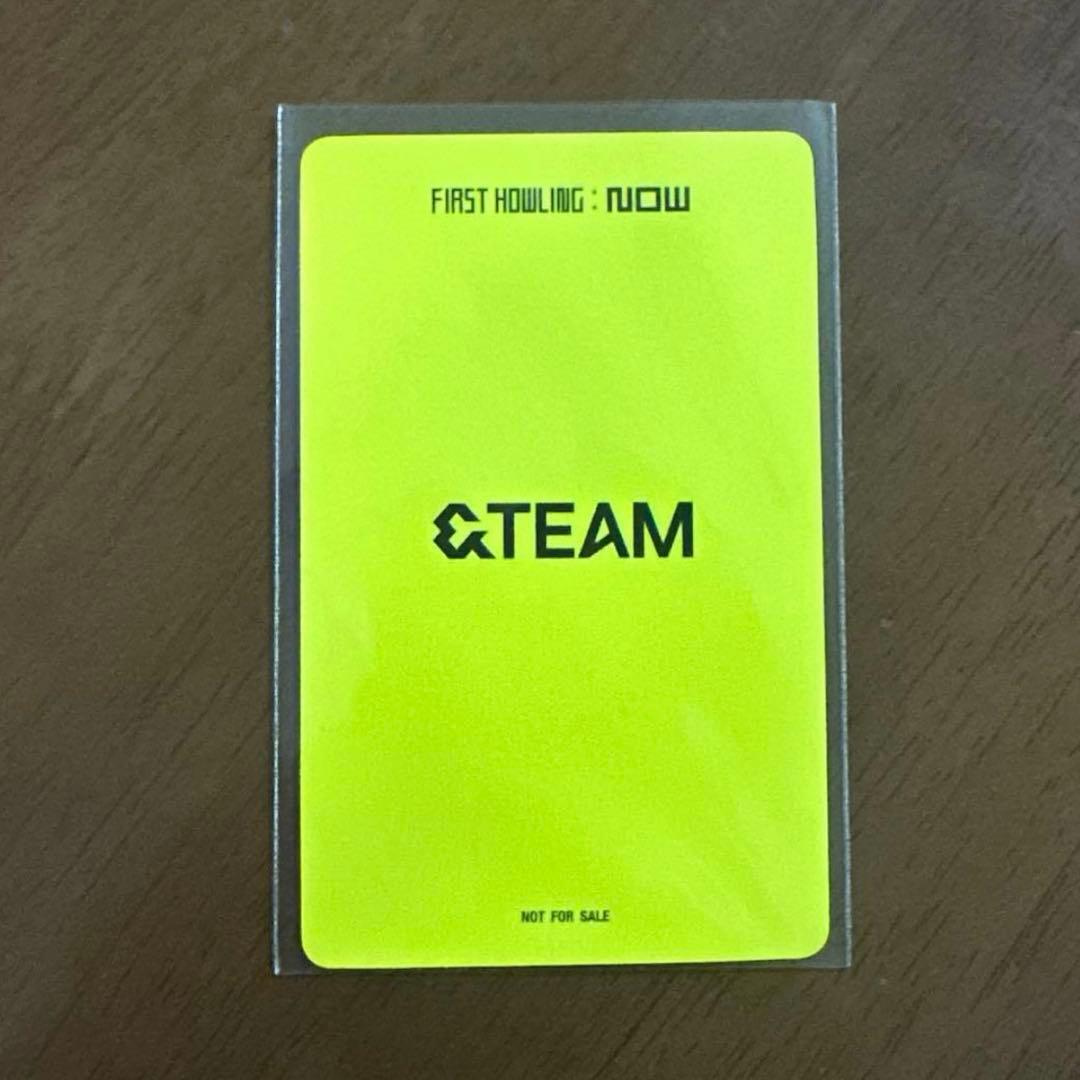 FIRST HOWLING : NOW
&TEAM
NOT FOR SALE